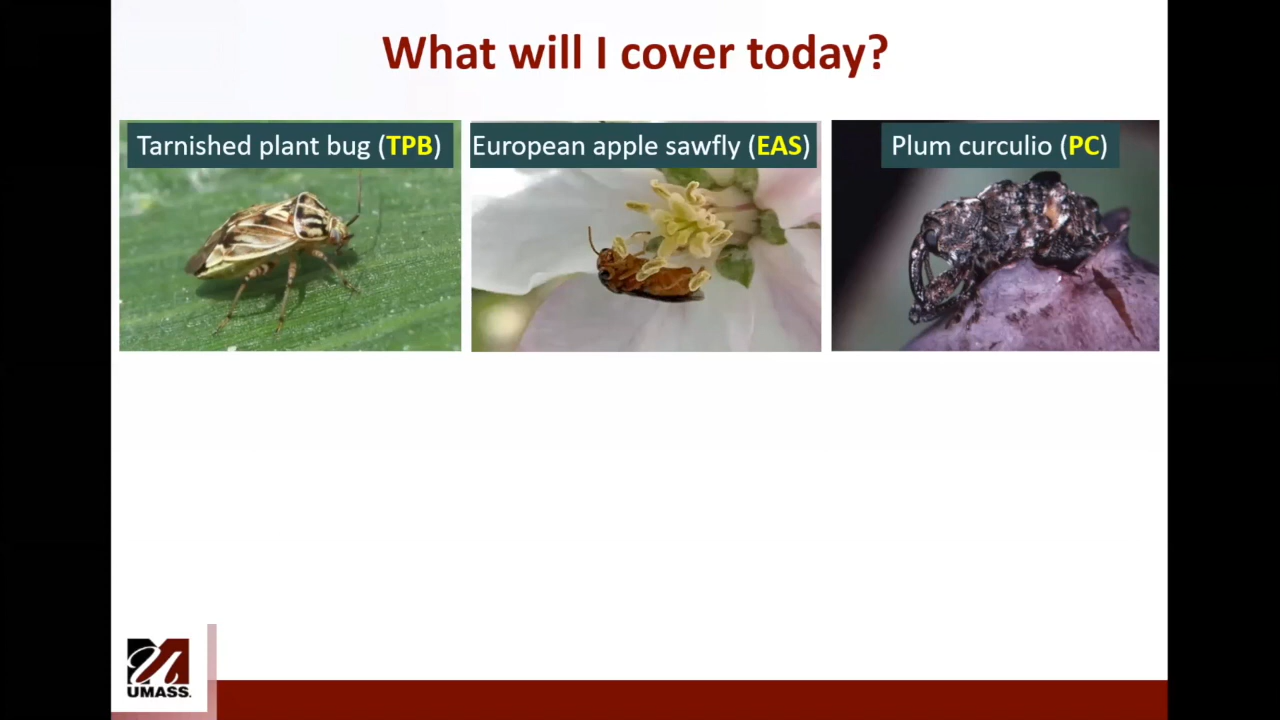 What will I cover today?
Tarnished plant bug (TPB)
European apple sawfly (EAS)
Plum curculio (PC)
UMASS.